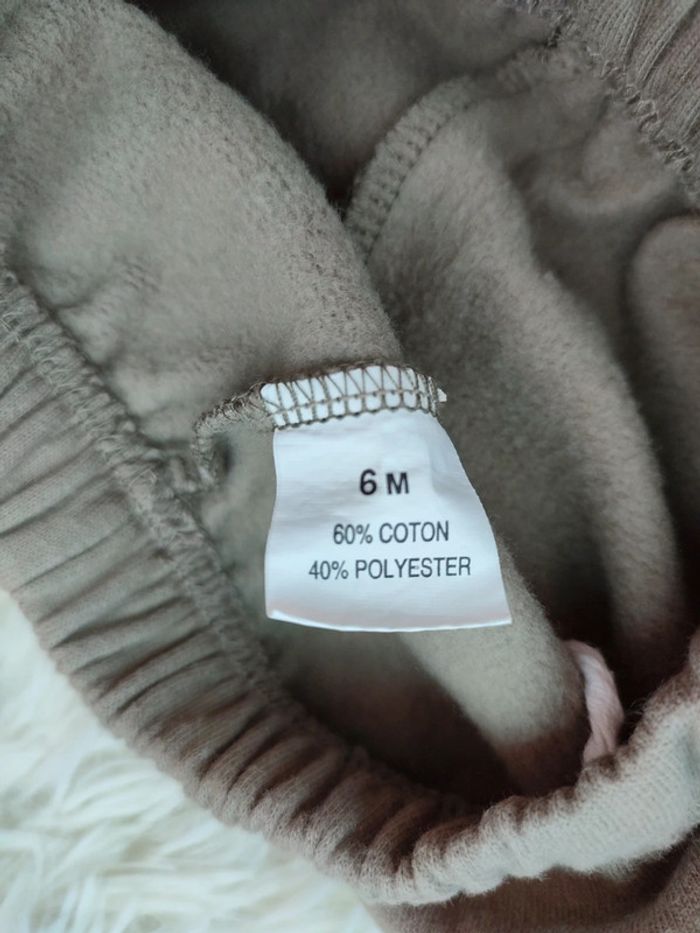 6 M
60% COTON
40% POLYESTER